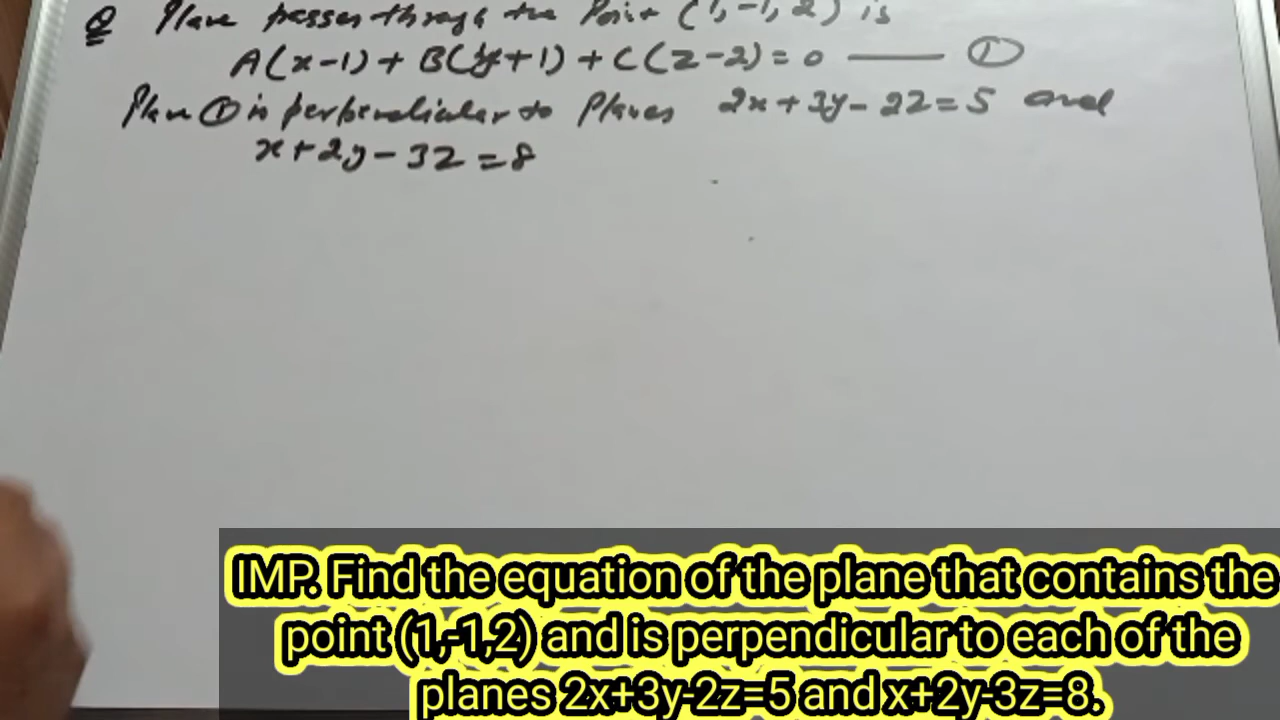 Q Plane passes through the Point (1, -1, 2) is
A(x-1) + B(y+1) + C(z-2) = 0 —— ①
Plane ① is perpendicular to Planes 2x+3y-2z=5 and
x+2y-3z=8
IMP. Find the equation of the plane that contains the
point (1,-1,2) and is perpendicular to each of the
planes 2x+3y-2z=5 and x+2y-3z=8.